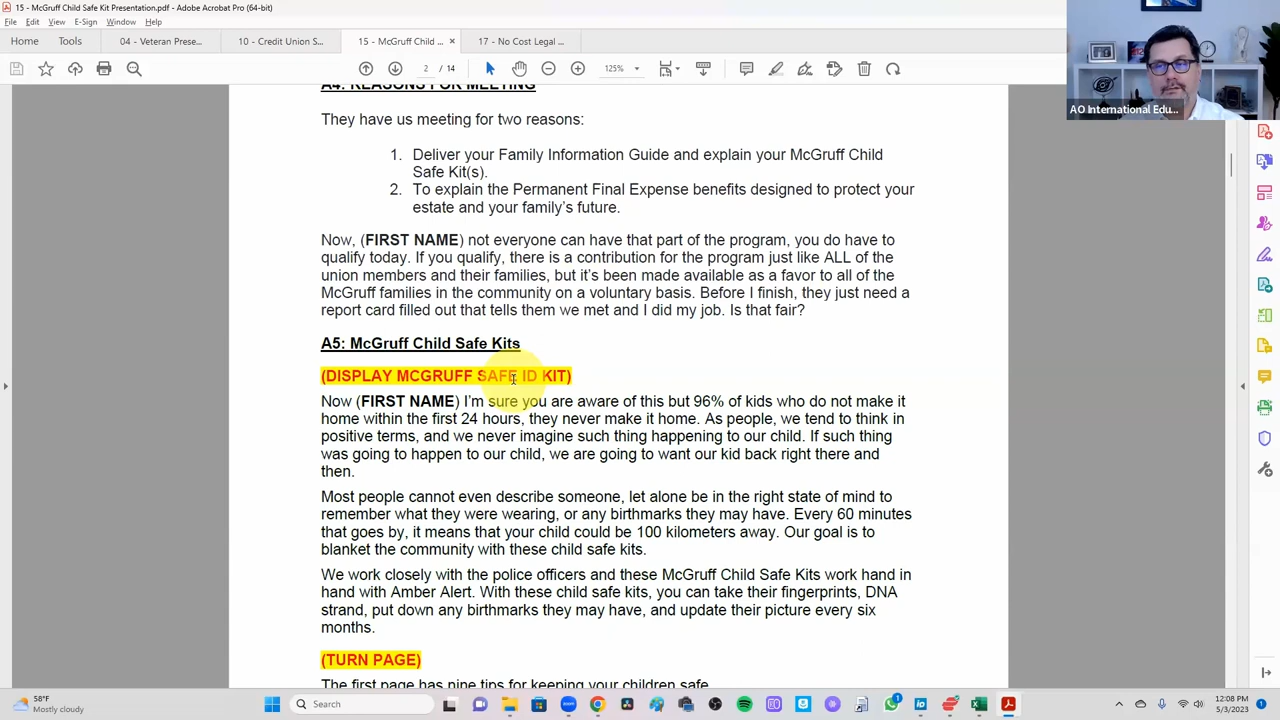 15 - McGruff Child Safe Kit Presentation.pdf - Adobe Acrobat Pro (64-bit)
File Edit View E-Sign Window Help
Home Tools 04 - Veteran Prese... 10 - Credit Union S... 15 - McGruff Child ... × 17 - No Cost Legal ...
2 14 125%
AO International Edu...
A4: REASONS FOR MEETING
They have us meeting for two reasons:
1. Deliver your Family Information Guide and explain your McGruff Child
Safe Kit(s).
2. To explain the Permanent Final Expense benefits designed to protect your
estate and your family's future.
Now, (FIRST NAME) not everyone can have that part of the program, you do have to
qualify today. If you qualify, there is a contribution for the program just like ALL of the
union members and their families, but it's been made available as a favor to all of the
McGruff families in the community on a voluntary basis. Before I finish, they just need a
report card filled out that tells them we met and I did my job. Is that fair?
A5: McGruff Child Safe Kits
(DISPLAY MCGRUFF SAFE ID KIT)
Now (FIRST NAME) I'm sure you are aware of this but 96% of kids who do not make it
home within the first 24 hours, they never make it home. As people, we tend to think in
positive terms, and we never imagine such thing happening to our child. If such thing
was going to happen to our child, we are going to want our kid back right there and
then.
Most people cannot even describe someone, let alone be in the right state of mind to
remember what they were wearing, or any birthmarks they may have. Every 60 minutes
that goes by, it means that your child could be 100 kilometers away. Our goal is to
blanket the community with these child safe kits.
We work closely with the police officers and these McGruff Child Safe Kits work hand in
hand with Amber Alert. With these child safe kits, you can take their fingerprints, DNA
strand, put down any birthmarks they may have, and update their picture every six
months.
(TURN PAGE)
The first page has nine tips for keeping your children safe
58°F
Mostly cloudy
Search
12:08 PM
5/3/2023